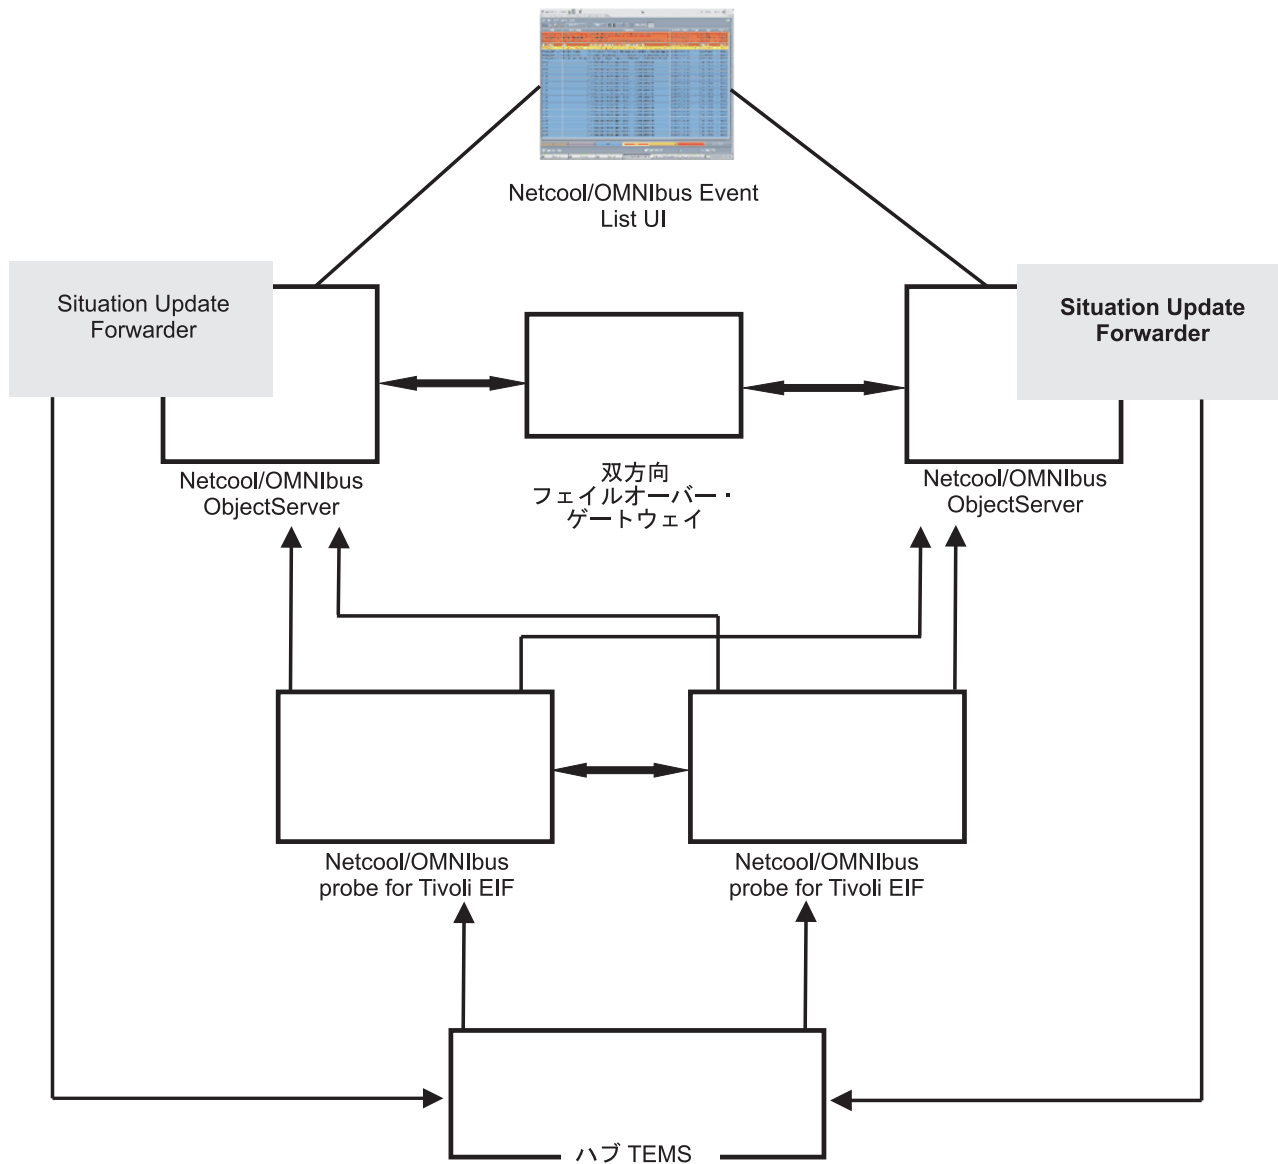 Netcool/OMNIbus Event
List UI
Situation Update
Forwarder
Situation Update
Forwarder
Netcool/OMNIbus
ObjectServer
双方向
フェイルオーバー・
ゲートウェイ
Netcool/OMNIbus
ObjectServer
Netcool/OMNIbus
probe for Tivoli EIF
Netcool/OMNIbus
probe for Tivoli EIF
ハブ TEMS